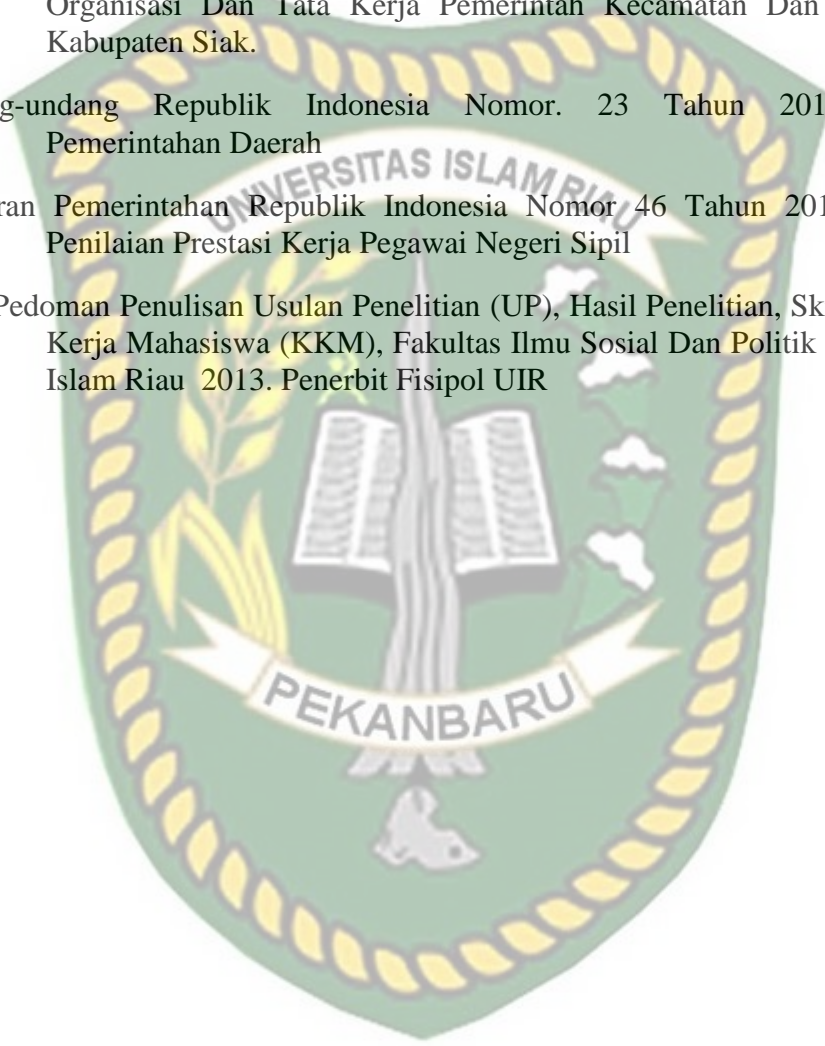 Organisasi Dan Tata Kerja Pemerintah Kecamatan Dan
Kabupaten Siak.
g-undang Republik Indonesia Nomor. 23 Tahun 201
Pemerintahan Daerah
ran Pemerintahan Republik Indonesia Nomor 46 Tahun 201
Penilaian Prestasi Kerja Pegawai Negeri Sipil
Pedoman Penulisan Usulan Penelitian (UP), Hasil Penelitian, Sk
Kerja Mahasiswa (KKM), Fakultas Ilmu Sosial Dan Politik
Islam Riau 2013. Penerbit Fisipol UIR
UNIVERSITAS ISLAM RIAU
PEKANBARU